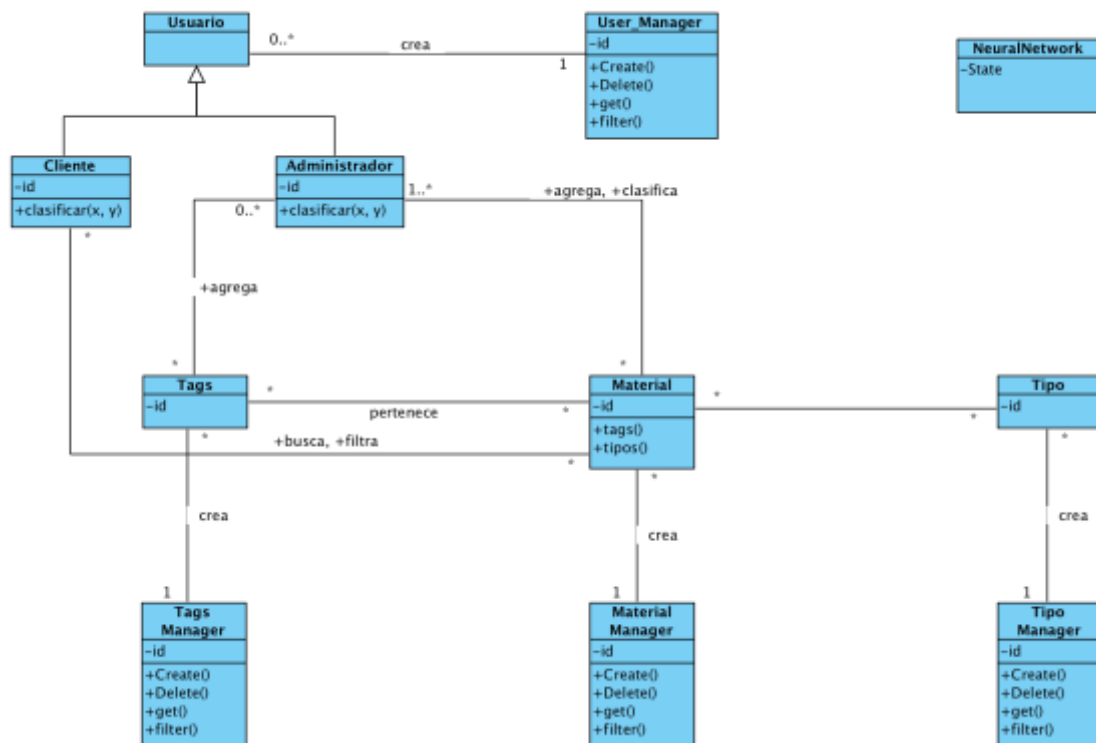 Usuario
0..*
crea
1
User_Manager
-id
+Create()
+Delete()
+get()
+filter()
NeuralNetwork
-State
Cliente
-id
+clasificar(x, y)
*
Administrador
-id
+clasificar(x, y)
0..*
1..*
+agrega, +clasifica
+agrega
*
*
Tags
-id
*
*
pertenece
*
+busca, +filtra
*
Material
-id
+tags()
+tipos()
*
*
*
Tipo
-id
*
crea
crea
crea
1
1
1
Tags
Manager
-id
+Create()
+Delete()
+get()
+filter()
Material
Manager
-id
+Create()
+Delete()
+get()
+filter()
Tipo
Manager
-id
+Create()
+Delete()
+get()
+filter()